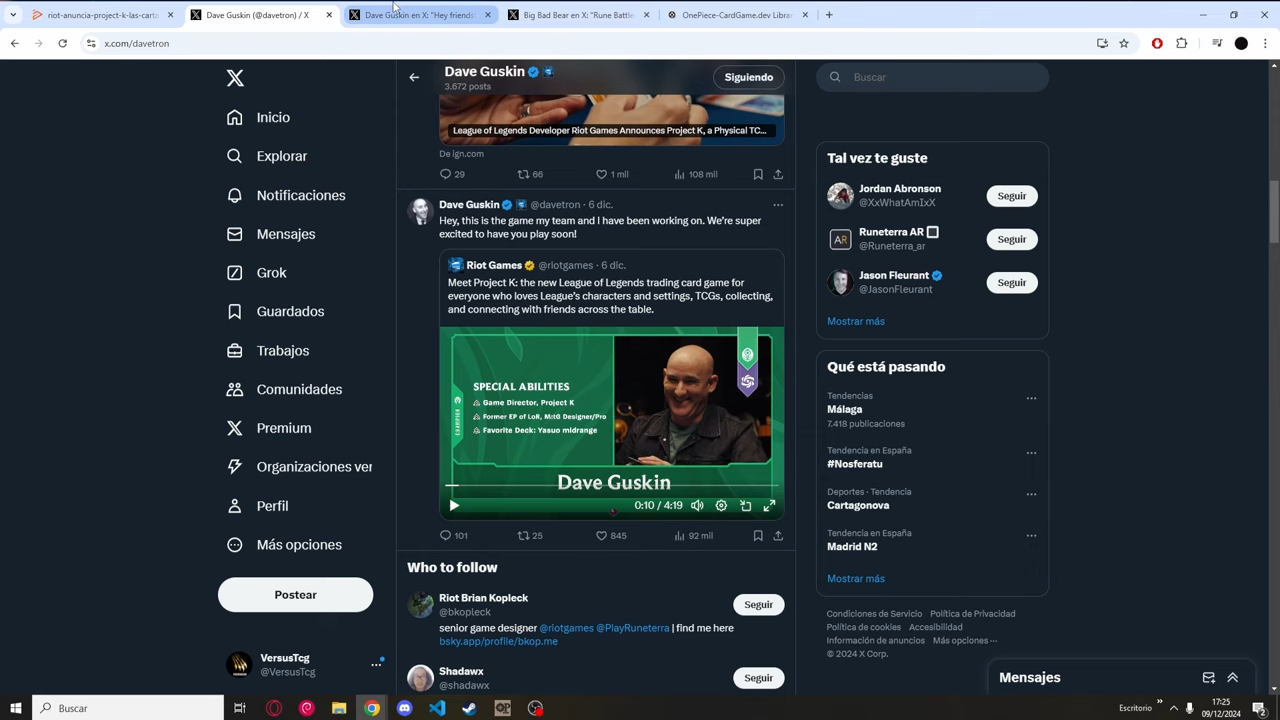 riot-anuncia-project-k-las-carta
Dave Guskin (@davetron) / X
Dave Guskin en X: "Hey friends!
Big Bad Bear en X: "Rune Battle
OnePiece-CardGame.dev Librar
x.com/davetron
Inicio
Explorar
Notificaciones
Mensajes
Grok
Guardados
Trabajos
Comunidades
Premium
Organizaciones ver
Perfil
Más opciones
Postear
VersusTcg
@VersusTcg
Dave Guskin
3.672 posts
Siguiendo
League of Legends Developer Riot Games Announces Project K, a Physical TC...
De Ign.com
29 66 1 mil 108 mil
Dave Guskin @davetron · 6 dic.
Hey, this is the game my team and I have been working on. We're super
excited to have you play soon!
Riot Games @riotgames · 6 dic.
Meet Project K: the new League of Legends trading card game for
everyone who loves League's characters and settings, TCGs, collecting,
and connecting with friends across the table.
CHAMPION
SPECIAL ABILITIES
Game Director, Project K
Former EP of LoR, MtG Designer/Pro
Favorite Deck: Yasuo midrange
Dave Guskin
0:10 / 4:19
101 25 845 92 mil
Who to follow
Riot Brian Kopleck
@bkopleck
Seguir
senior game designer @riotgames @PlayRuneterra | find me here
bsky.app/profile/bkop.me
Shadawx
@shadawx
Seguir
Buscar
Tal vez te guste
Jordan Abronson
@XxWhatAmIxX
Seguir
Runeterra AR
@Runeterra_ar
Seguir
AR
Jason Fleurant
@JasonFleurant
Seguir
Mostrar más
Qué está pasando
Tendencias
Málaga
7.418 publicaciones
Tendencia en España
#Nosferatu
Deportes · Tendencia
Cartagonova
Tendencia en España
Madrid N2
Mostrar más
Condiciones de Servicio Política de Privacidad
Política de cookies Accesibilidad
Información de anuncios Más opciones ···
© 2024 X Corp.
Mensajes
Buscar
Escritorio
17:25
09/12/2024
2